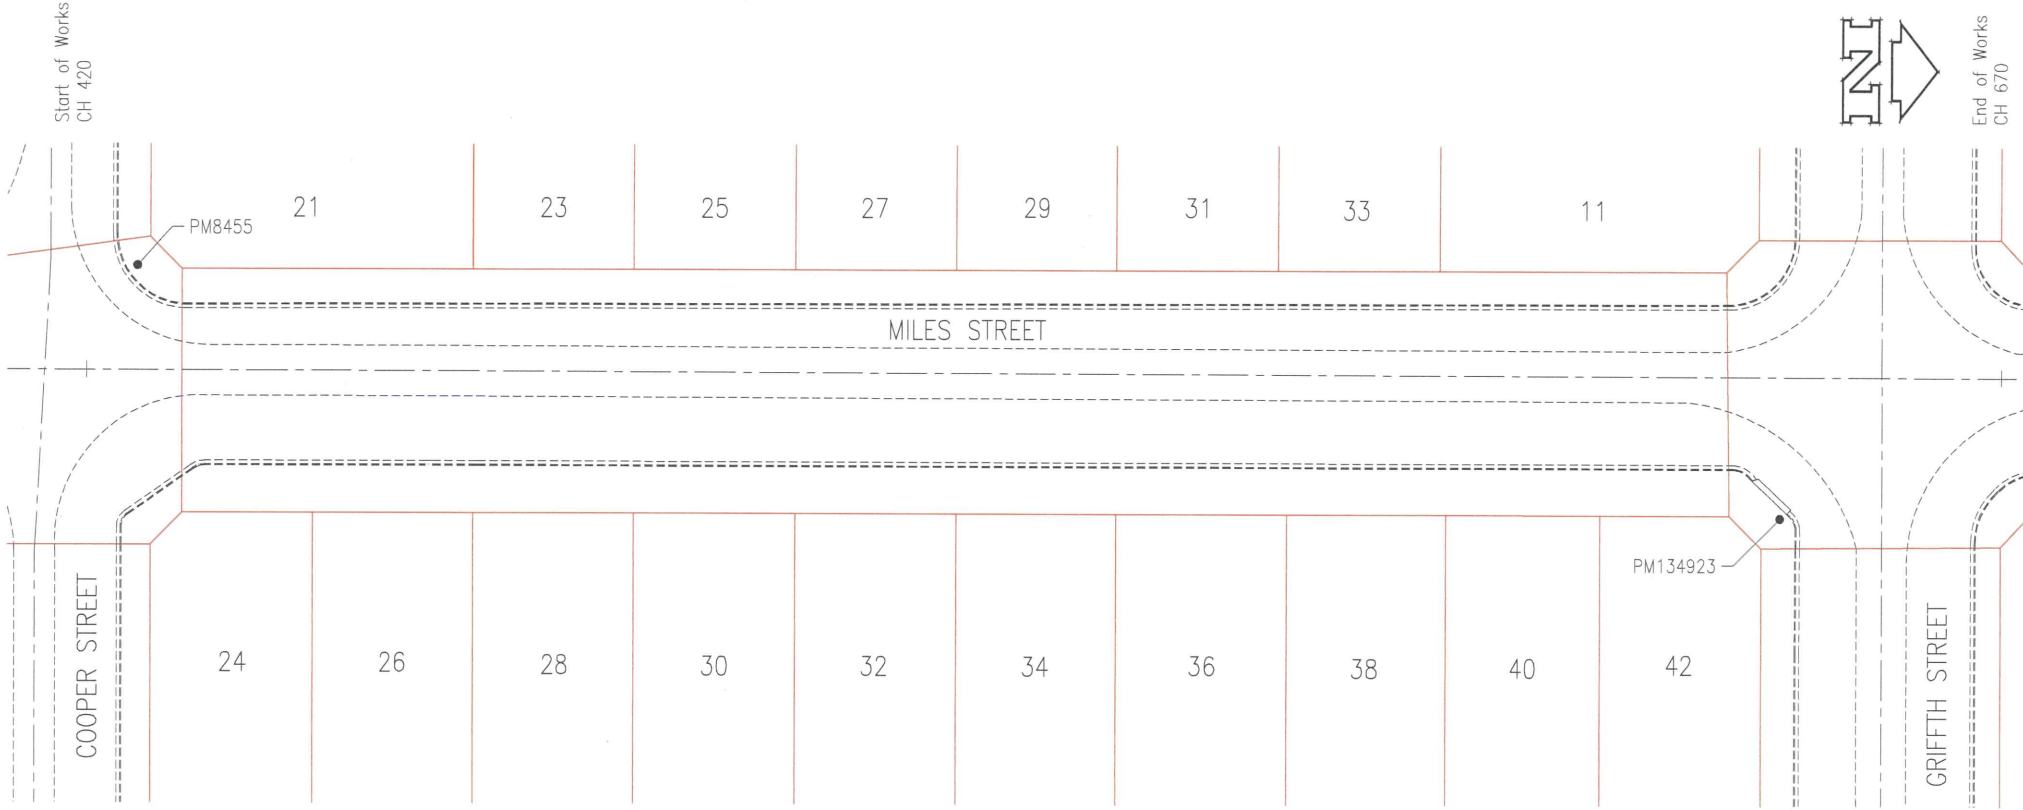 Start of Works
CH 420
N
End of Works
CH 670
21
23
25
27
29
31
33
11
PM8455
MILES STREET
PM134923
COOPER STRET
24
26
28
30
32
34
36
38
40
42
GRIFFTH STREET